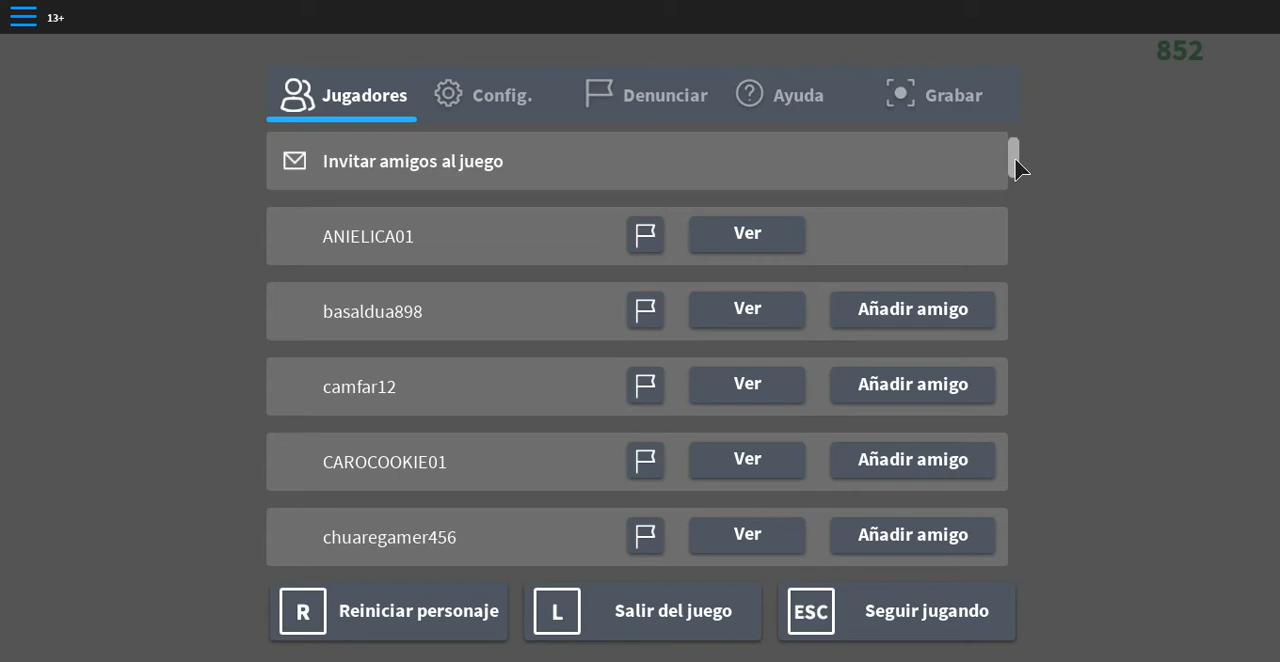 13+
852
Jugadores Config. Denunciar Ayuda Grabar
Invitar amigos al juego
ANIELICA01 Ver
basaldua898 Ver Añadir amigo
camfar12 Ver Añadir amigo
CAROCOOKIE01 Ver Añadir amigo
chuaregamer456 Ver Añadir amigo
R Reiniciar personaje L Salir del juego ESC Seguir jugando